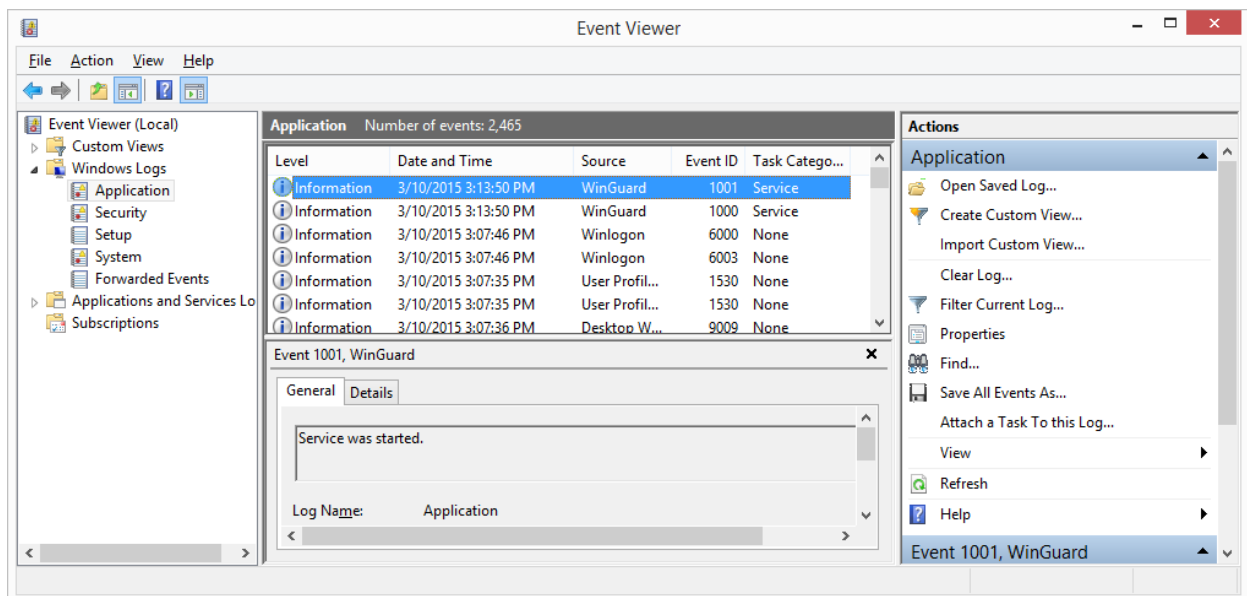 Event Viewer
File Action View Help
Event Viewer (Local)
Custom Views
Windows Logs
Application
Security
Setup
System
Forwarded Events
Applications and Services Lo
Subscriptions
Application Number of events: 2,465
Level Date and Time Source Event ID Task Catego...
Information 3/10/2015 3:13:50 PM WinGuard 1001 Service
Information 3/10/2015 3:13:50 PM WinGuard 1000 Service
Information 3/10/2015 3:07:46 PM Winlogon 6000 None
Information 3/10/2015 3:07:46 PM Winlogon 6003 None
Information 3/10/2015 3:07:35 PM User Profil... 1530 None
Information 3/10/2015 3:07:35 PM User Profil... 1530 None
Information 3/10/2015 3:07:36 PM Desktop W... 9009 None
Event 1001, WinGuard
General Details
Service was started.
Log Name: Application
Actions
Application
Open Saved Log...
Create Custom View...
Import Custom View...
Clear Log...
Filter Current Log...
Properties
Find...
Save All Events As...
Attach a Task To this Log...
View
Refresh
Help
Event 1001, WinGuard